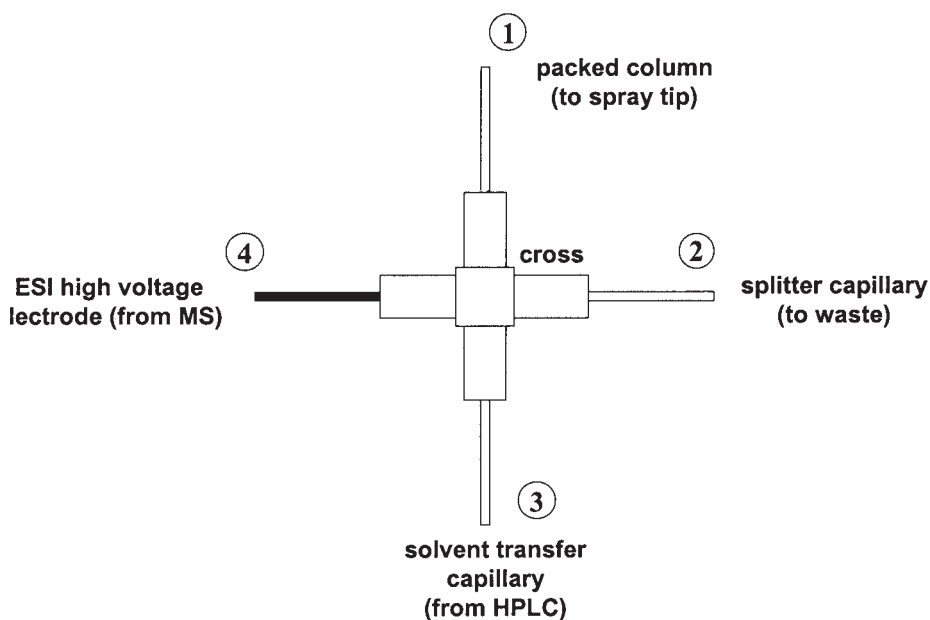 1
packed column
(to spray tip)
4
cross
2
ESI high voltage
lectrode (from MS)
splitter capillary
(to waste)
3
solvent transfer
capillary
(from HPLC)